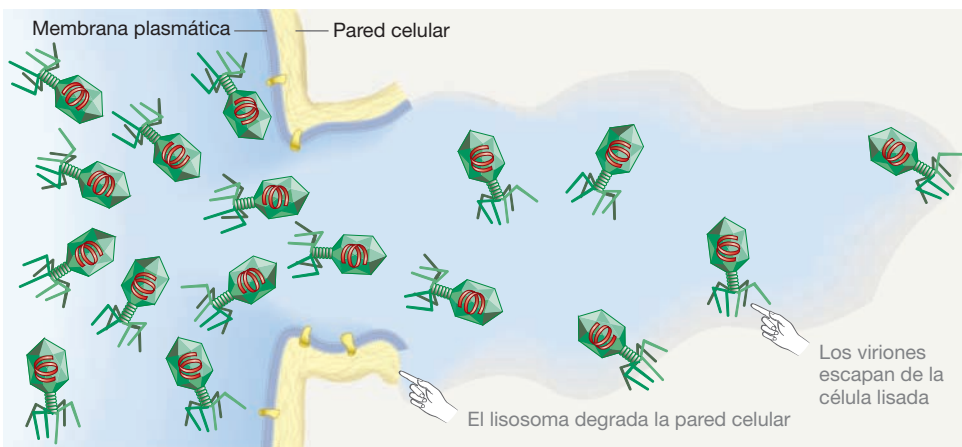 Membrana plasmática
Pared celular
Los viriones
escapan de la
célula lisada
El lisosoma degrada la pared celular